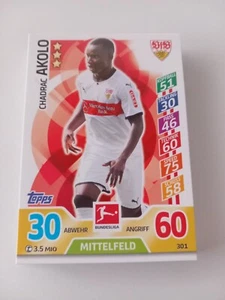 CHADRAC AKOLO
VfB
51
30
46
60
75
58
Topps
30
ABWEHR
BUNDESLIGA
ANGRIFF
60
3.5 MIO
MITTELFELD
301